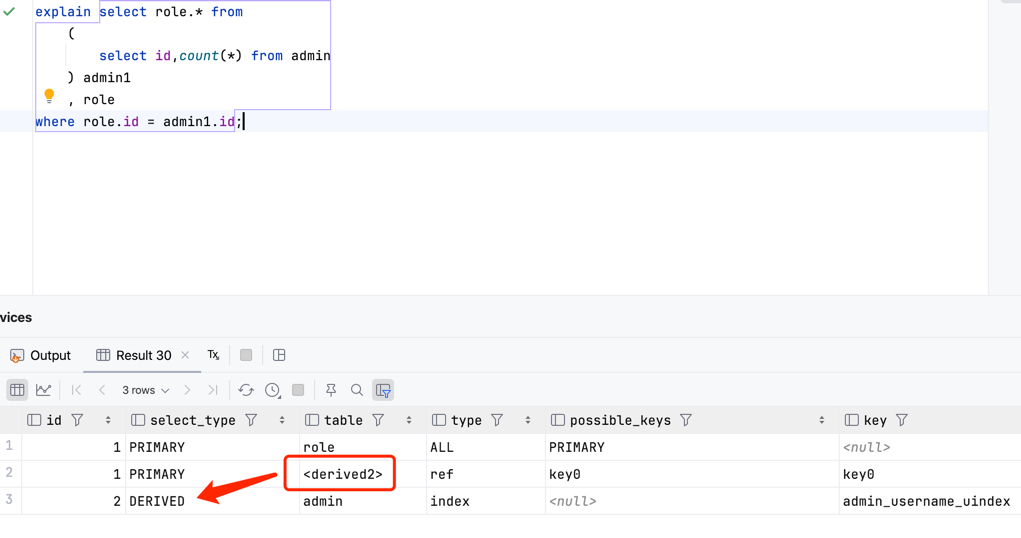 explain select role.* from
(
select id,count(*) from admin
) admin1
, role
where role.id = admin1.id;
vices
Output Result 30 Tx
3 rows
id select_type table type possible_keys key
1 1 PRIMARY role ALL PRIMARY <null>
2 1 PRIMARY <derived2> ref key0 key0
3 2 DERIVED admin index <null> admin_username_uindex